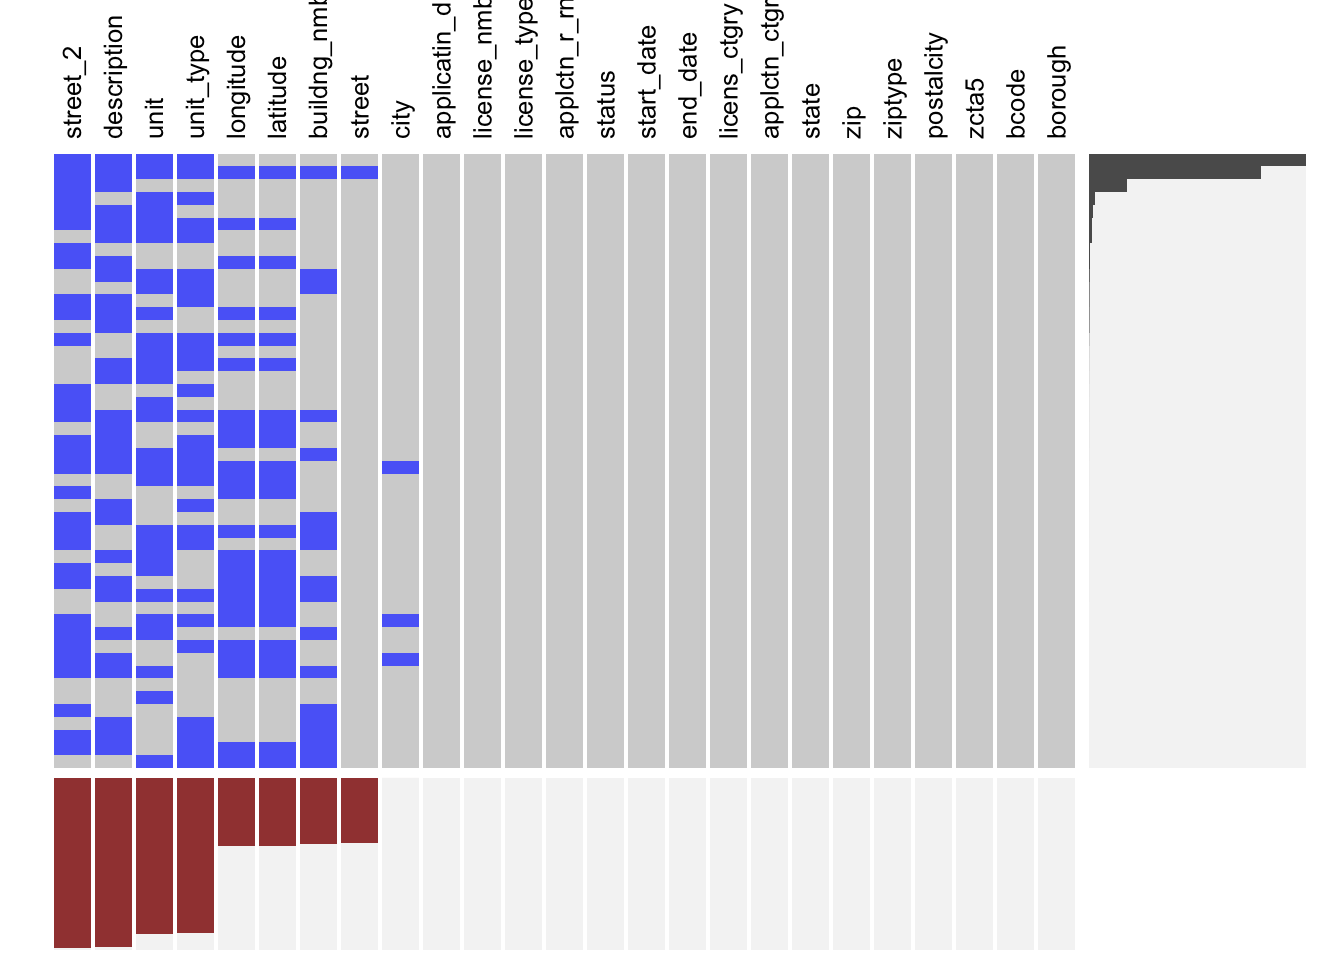 street_2
description
unit
unit_type
longitude
latitude
buildng_nmb
street
city
applicatin_d
license_nmb
license_type
applctn_r_rn
status
start_date
end_date
licens_ctgry
applctn_ctgr
state
zip
ziptype
postalcity
zcta5
bcode
borough